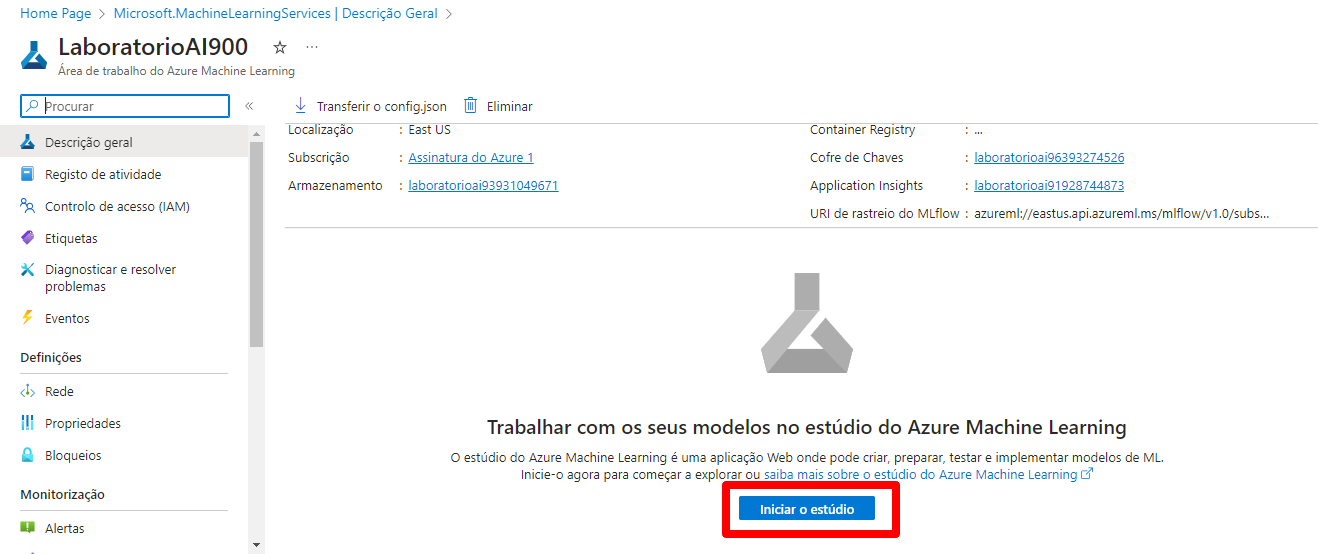 Home Page > Microsoft.MachineLearningServices | Descrição Geral >
LaboratorioAI900
Área de trabalho do Azure Machine Learning
Procurar
Transferir o config.json
Eliminar
Descrição geral
Registo de atividade
Controlo de acesso (IAM)
Etiquetas
Diagnosticar e resolver
problemas
Eventos
Definições
Rede
Propriedades
Bloqueios
Monitorização
Alertas
Localização : East US
Subscrição : Assinatura do Azure 1
Armazenamento : laboratorioai93931049671
Container Registry : ...
Cofre de Chaves : laboratorioai96393274526
Application Insights : laboratorioai91928744873
URI de rastreio do MLflow : azureml://eastus.api.azureml.ms/mlflow/v1.0/subs...
Trabalhar com os seus modelos no estúdio do Azure Machine Learning
O estúdio do Azure Machine Learning é uma aplicação Web onde pode criar, preparar, testar e implementar modelos de ML.
Inicie-o agora para começar a explorar ou saiba mais sobre o estúdio do Azure Machine Learning
Iniciar o estúdio